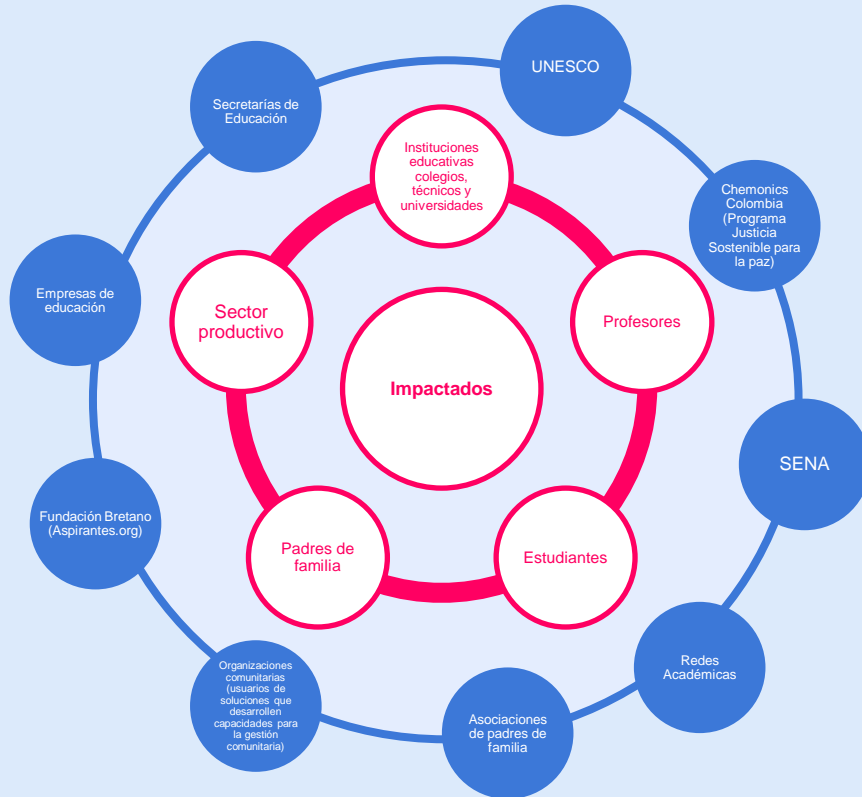 UNESCO
Secretarías de
Educación
Instituciones
educativas
colegios,
técnicos y
universidades
Chemonics
Colombia
(Programa
Justicia
Sostenible para
la paz)
Empresas de
educación
Sector
productivo
Profesores
Impactados
SENA
Fundación Bretano
(Aspirantes.org)
Padres de
familia
Estudiantes
Redes
Académicas
Organizaciones
comunitarias
(usuarios de
soluciones que
desarrollen
capacidades para
la gestión
comunitaria)
Asociaciones
de padres de
familia